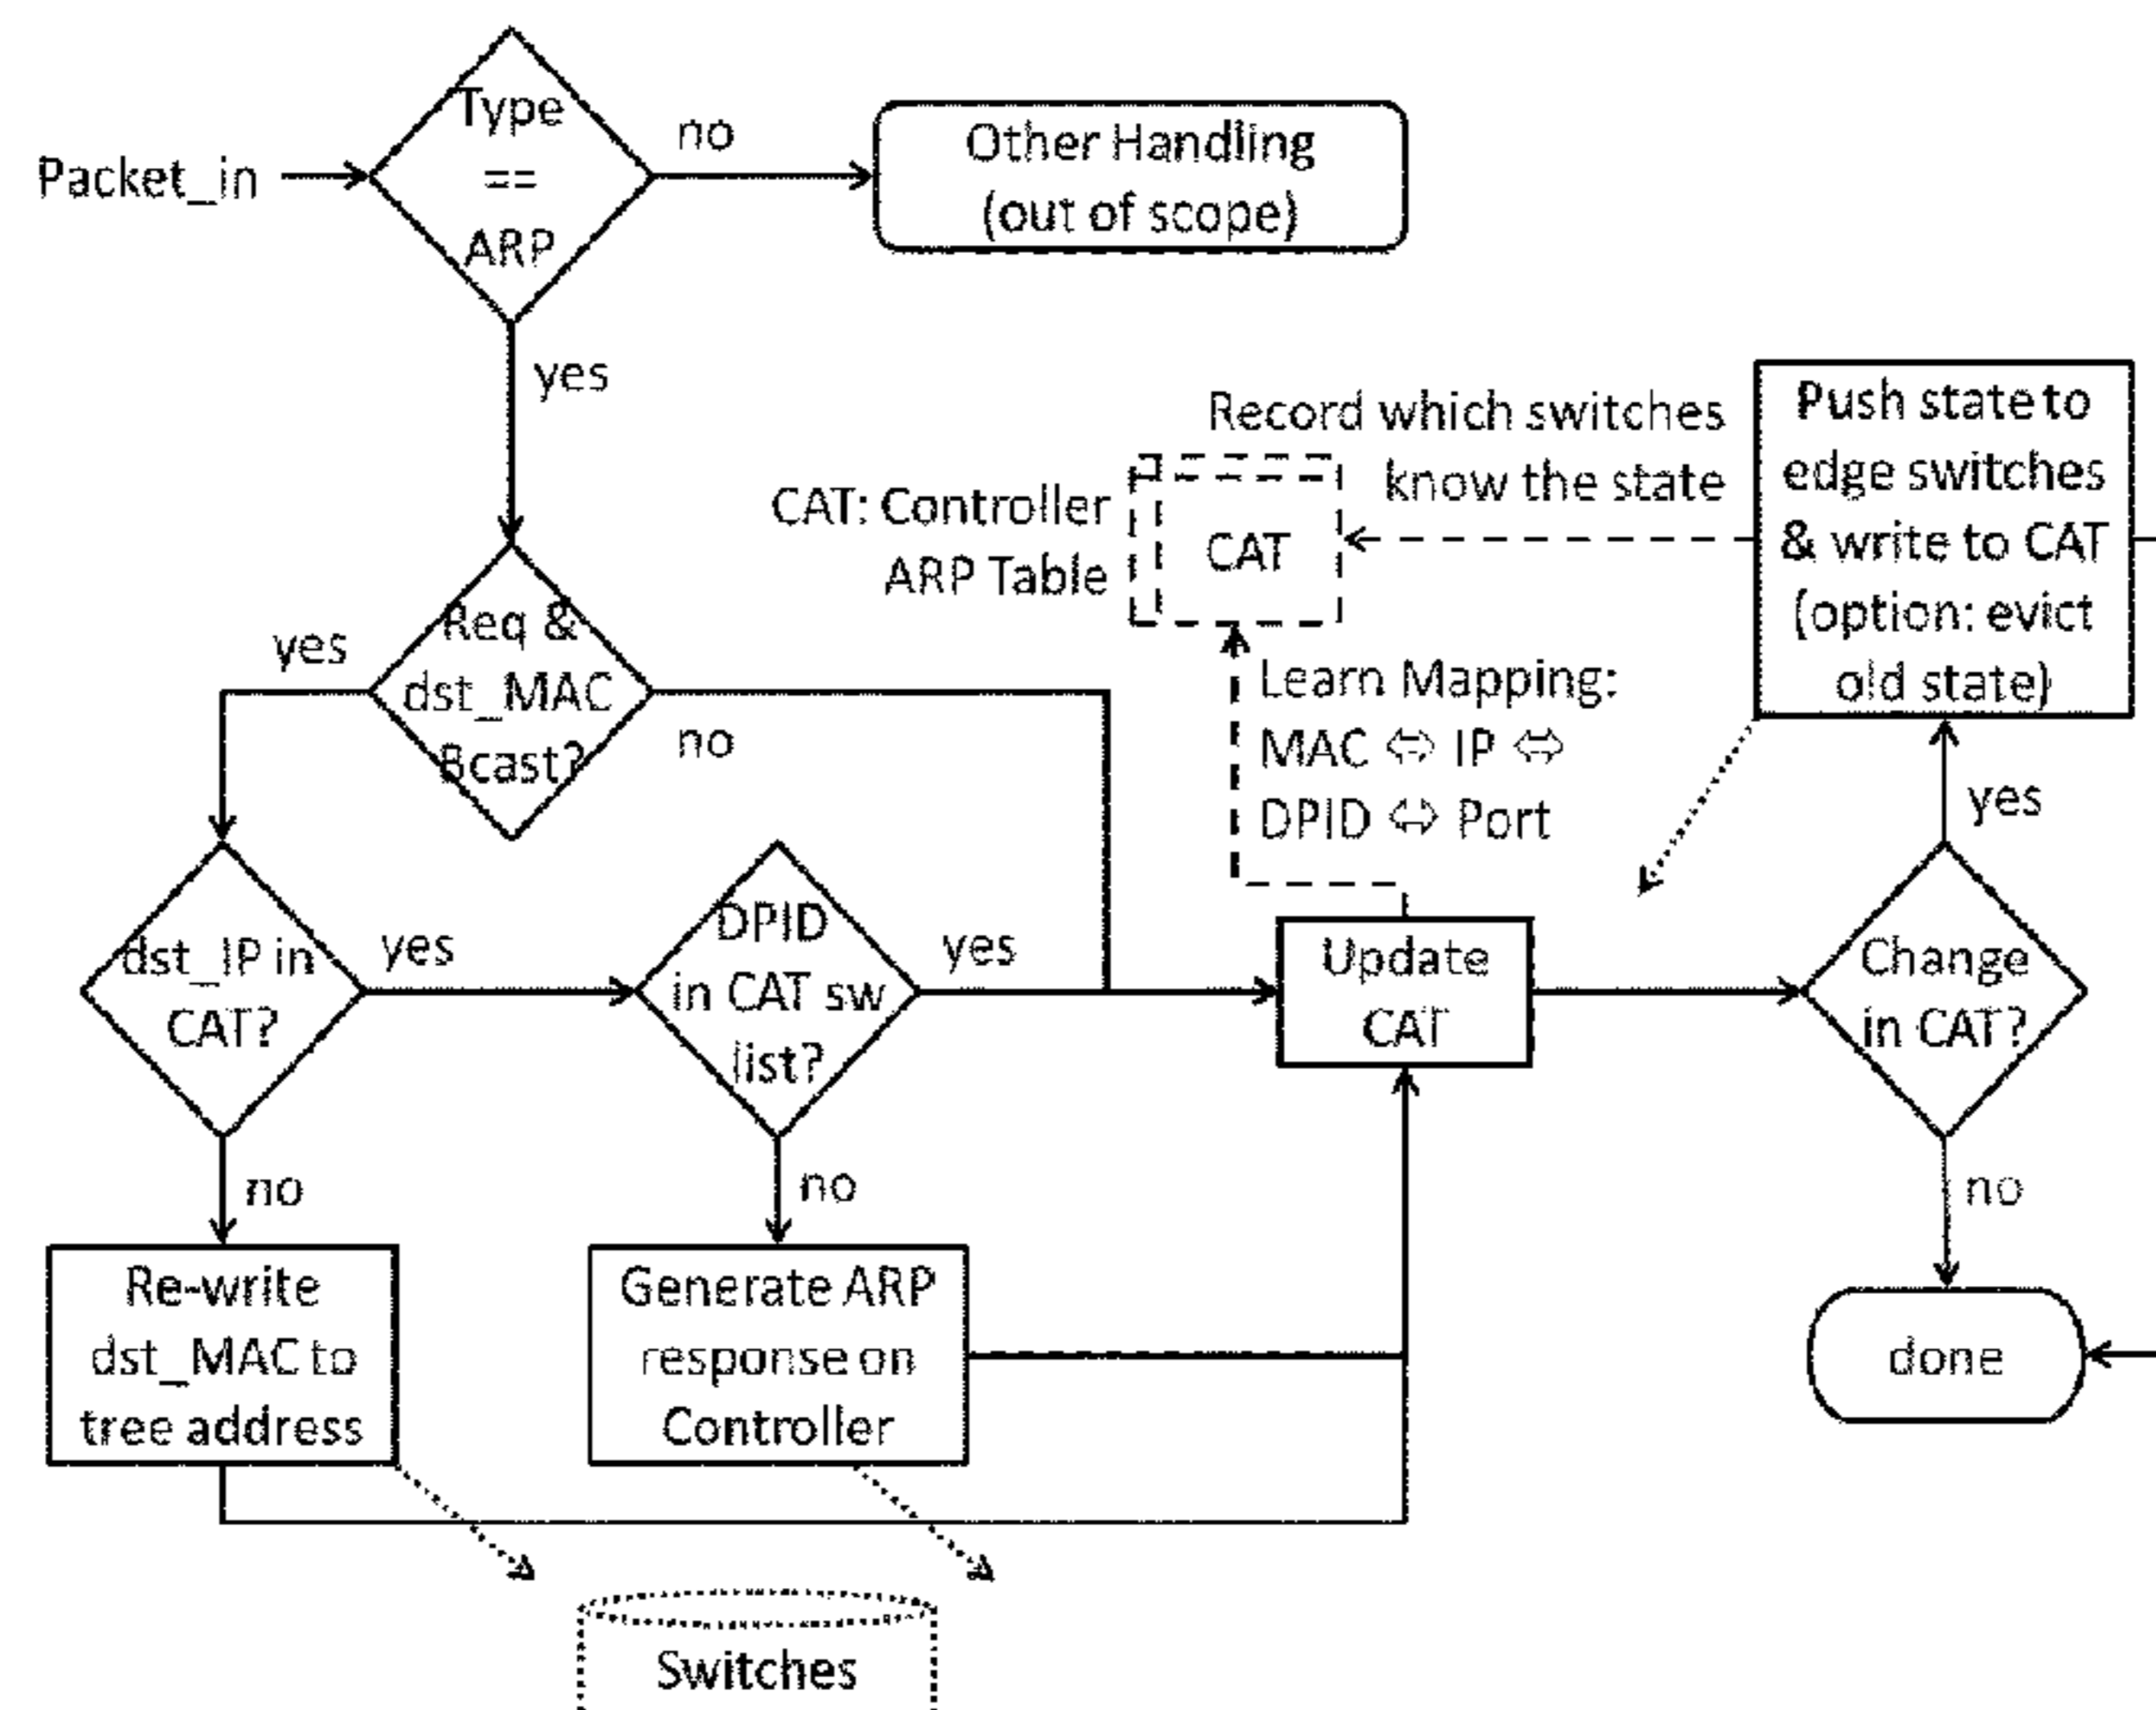 Packet_in
Type
==
ARP
no
Other Handling
(out of scope)
yes
Req &
dst_MAC
Bcast?
yes
no
CAT: Controller
ARP Table
CAT
Record which switches
know the state
Push state to
edge switches
& write to CAT
(option: evict
old state)
Learn Mapping:
MAC ⇔ IP ⇔
DPID ⇔ Port
yes
dst_IP in
CAT?
yes
DPID
in CAT sw
list?
yes
Update
CAT
Change
in CAT?
no
no
no
Re-write
dst_MAC to
tree address
Generate ARP
response on
Controller
done
Switches